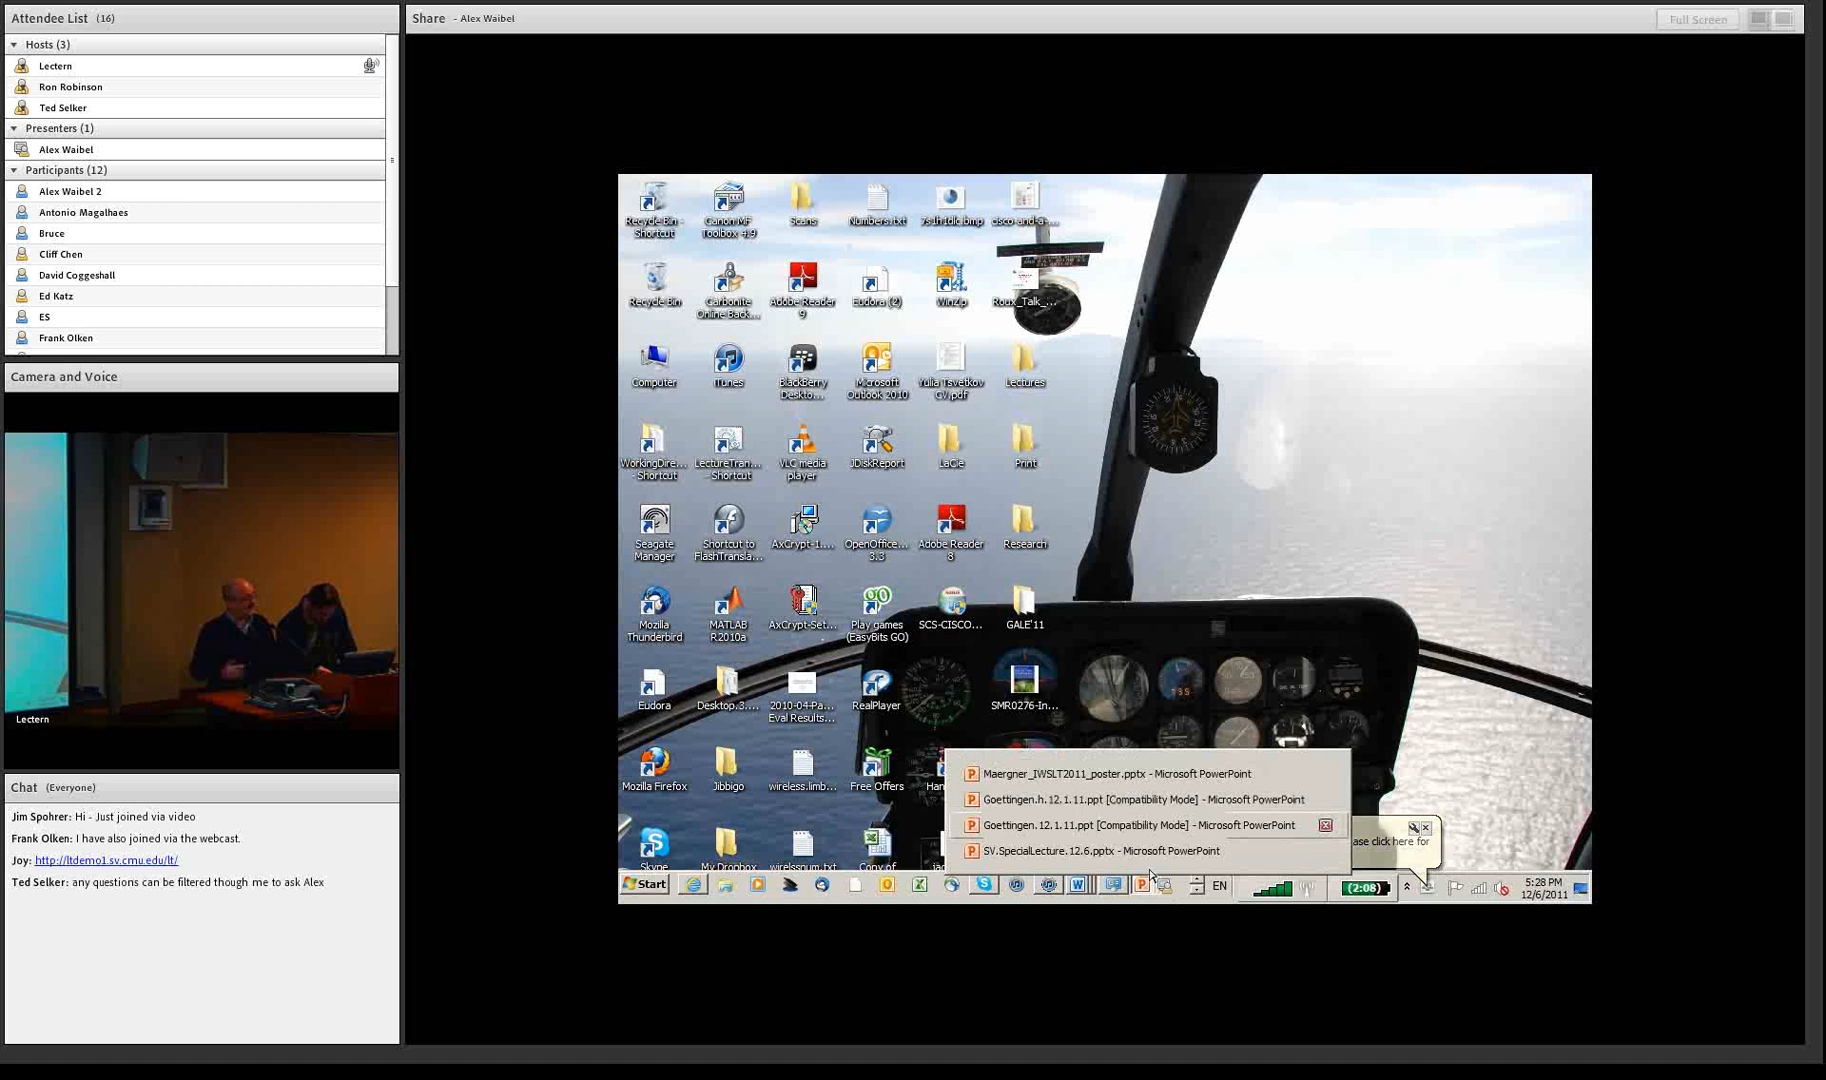 Attendee List (16)
Hosts (3)
Lectern
Ron Robinson
Ted Selker
Presenters (1)
Alex Waibel
Participants (12)
Alex Waibel 2
Antonio Magalhaes
Bruce
Cliff Chen
David Coggeshall
Ed Katz
ES
Frank Olken
Camera and Voice
Lectern
Chat (Everyone)
Jim Spohrer: Hi - Just joined via video
Frank Olken: I have also joined via the webcast.
Joy: http://ltdemo1.sv.cmu.edu/lt/
Ted Selker: any questions can be filtered though me to ask Alex
Share - Alex Waibel
Full Screen
Recycle Bin - Shortcut
Canon MF Toolbox 4.9
Scans
Numbers.txt
cisco-and-a-...
Recycle Bin
Carbonite Online Back...
Adobe Reader 9
Eudora (2)
WinZip
Roux_Talk_...
Computer
iTunes
BlackBerry Deskto...
Microsoft Outlook 2010
Yulia Tsvetkov CV.pdf
Lectures
WorkingDire... - Shortcut
LectureTran... - Shortcut
VLC media player
JDiskReport
LaCie
Print
Seagate Manager
Shortcut to FlashTransla...
AxCrypt-1....
OpenOffice... 3.3
Adobe Reader 8
Research
Mozilla Thunderbird
MATLAB R2010a
AxCrypt-Set...
Play games (EasyBits GO)
SCS-CISCO...
GALE'11
Eudora
Desktop.3....
2010-04-Pa... Eval Results...
RealPlayer
SMR0276-In...
Mozilla Firefox
Jibbigo
wireless.limb...
Free Offers
Han
Skype
My Dropbox
wirelessnum.txt
Copy of
Maergner_IWSLT2011_poster.pptx - Microsoft PowerPoint
Goettingen.h.12.1.11.ppt [Compatibility Mode] - Microsoft PowerPoint
Goettingen.12.1.11.ppt [Compatibility Mode] - Microsoft PowerPoint
SV.SpecialLecture.12.6.pptx - Microsoft PowerPoint
ase click here for
Start
EN
(2:08)
5:28 PM
12/6/2011